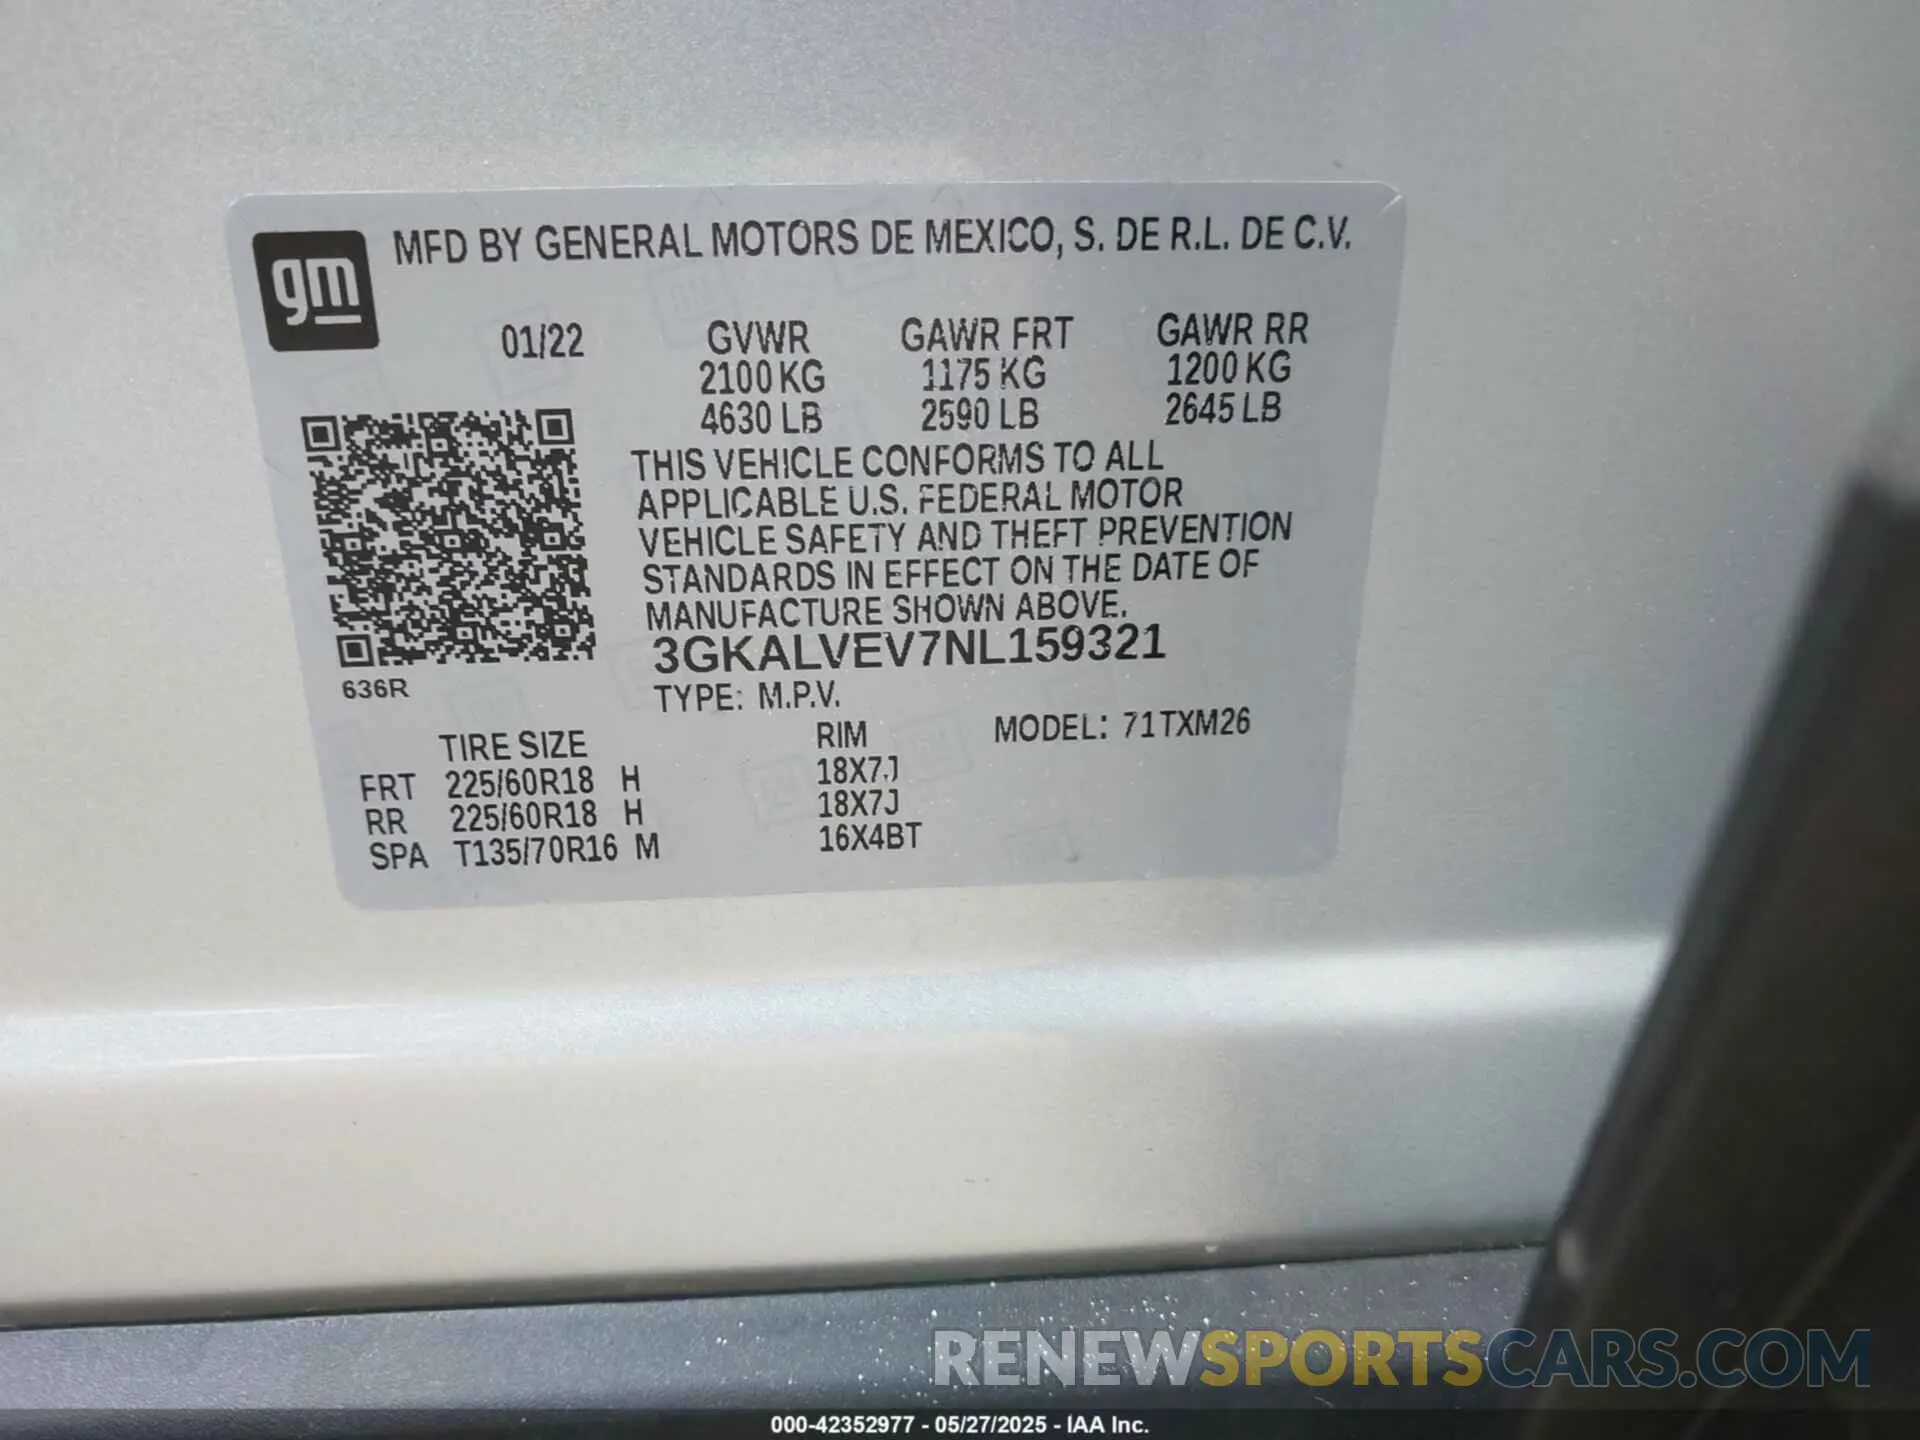 gm
MFD BY GENERAL MOTORS DE MEXICO, S. DE R.L. DE C.V.
01/22 GVWR GAWR FRT GAWR RR
2100 KG 1175 KG 1200 KG
4630 LB 2590 LB 2645 LB
THIS VEHICLE CONFORMS TO ALL
APPLICABLE U.S. FEDERAL MOTOR
VEHICLE SAFETY AND THEFT PREVENTION
STANDARDS IN EFFECT ON THE DATE OF
MANUFACTURE SHOWN ABOVE.
3GKALVEV7NL159321
636R
TYPE: M.P.V.
TIRE SIZE RIM MODEL: 71TXM26
FRT 225/60R18 H 18X7J
RR 225/60R18 H 18X7J
SPA T135/70R16 M 16X4BT
RENEWSPORTSCARS.COM
000-42352977 - 05/27/2025 - IAA Inc.